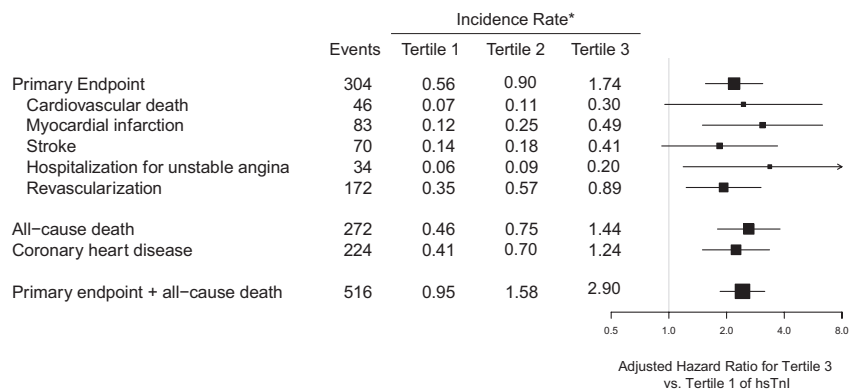 Incidence Rate*
Events Tertile 1 Tertile 2 Tertile 3
Primary Endpoint 304 0.56 0.90 1.74
Cardiovascular death 46 0.07 0.11 0.30
Myocardial infarction 83 0.12 0.25 0.49
Stroke 70 0.14 0.18 0.41
Hospitalization for unstable angina 34 0.06 0.09 0.20
Revascularization 172 0.35 0.57 0.89
All−cause death 272 0.46 0.75 1.44
Coronary heart disease 224 0.41 0.70 1.24
Primary endpoint + all−cause death 516 0.95 1.58 2.90
0.5 1.0 2.0 4.0 8.0
Adjusted Hazard Ratio for Tertile 3
vs. Tertile 1 of hsTnI